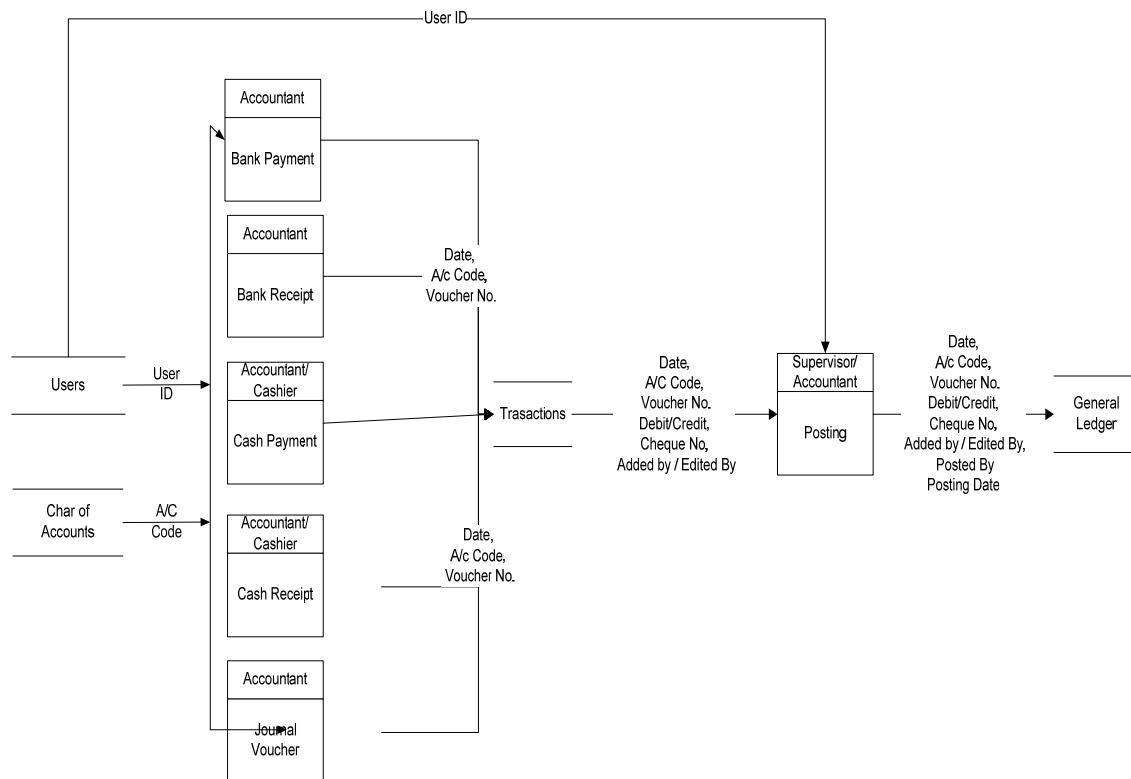 User ID
Accountant
Bank Payment
Accountant
Bank Receipt
Date,
A/c Code,
Voucher No.
Users
User
ID
Accountant/
Cashier
Cash Payment
Trasactions
Date,
A/C Code,
Voucher No.
Debit/Credit,
Cheque No,
Added by / Edited By
Supervisor/
Accountant
Posting
Date,
A/c Code,
Voucher No.
Debit/Credit,
Cheque No,
Added by / Edited By,
Posted By
Posting Date
General
Ledger
Char of
Accounts
A/C
Code
Accountant/
Cashier
Cash Receipt
Date,
A/c Code,
Voucher No.
Accountant
Journal
Voucher